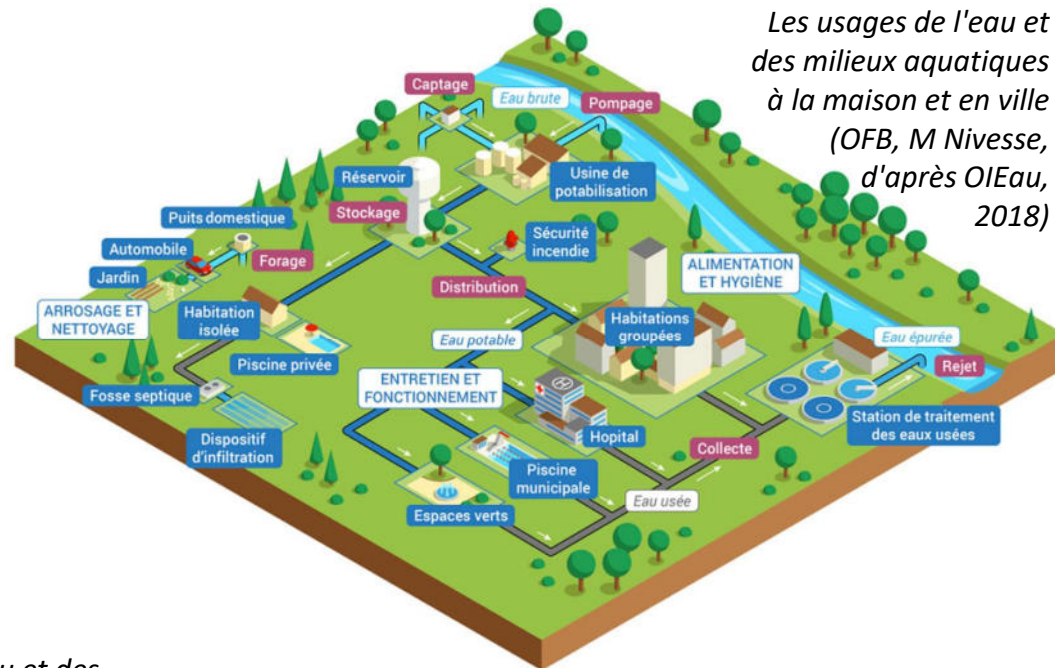 Les usages de l'eau et
des milieux aquatiques
à la maison et en ville
(OFB, M Nivesse,
d'après OIEau,
2018)
Captage
Eau brute
Pompage
Réservoir
Usine de
potabilisation
Stockage
Puits domestique
Sécurité
incendie
Automobile
Forage
Jardin
ALIMENTATION
ET HYGIÈNE
Distribution
ARROSAGE ET
NETTOYAGE
Habitation
isolée
Habitations
groupées
Eau potable
Eau épurée
Piscine privée
Rejet
ENTRETIEN ET
FONCTIONNEMENT
Fosse septique
Station de traitement
des eaux usées
Dispositif
d'infiltration
Hopital
Collecte
Piscine
municipale
Eau usée
Espaces verts
u et des